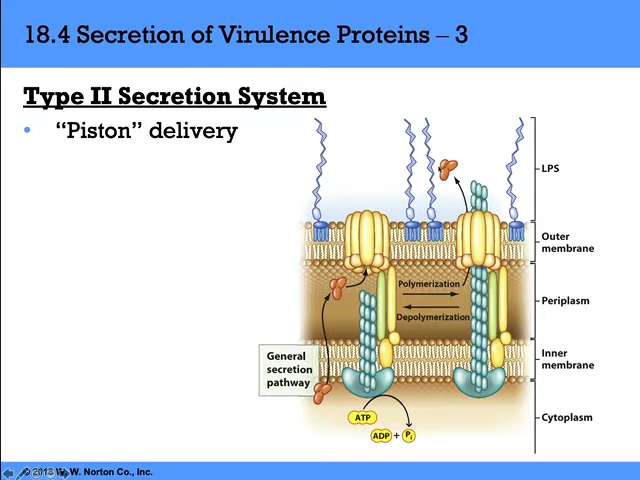 18.4 Secretion of Virulence Proteins – 3
Type II Secretion System
• “Piston” delivery
LPS
Outer
membrane
Polymerization
Depolymerization
Periplasm
General
secretion
pathway
Inner
membrane
ATP
ADP + Pi
Cytoplasm
© 2018 W. W. Norton Co., Inc.